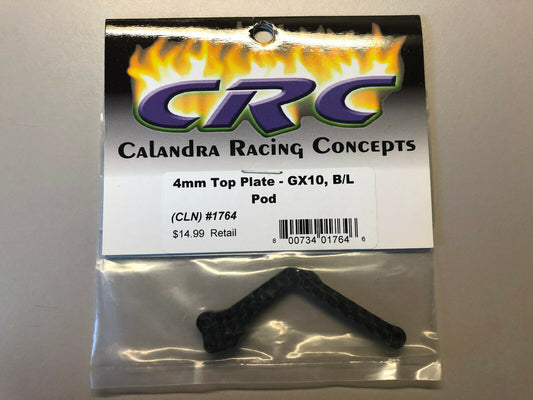 CRC
CALANDRA RACING CONCEPTS
4mm Top Plate - GX10, B/L
Pod
(CLN) #1764
$14.99 Retail
8 00734 01764 6